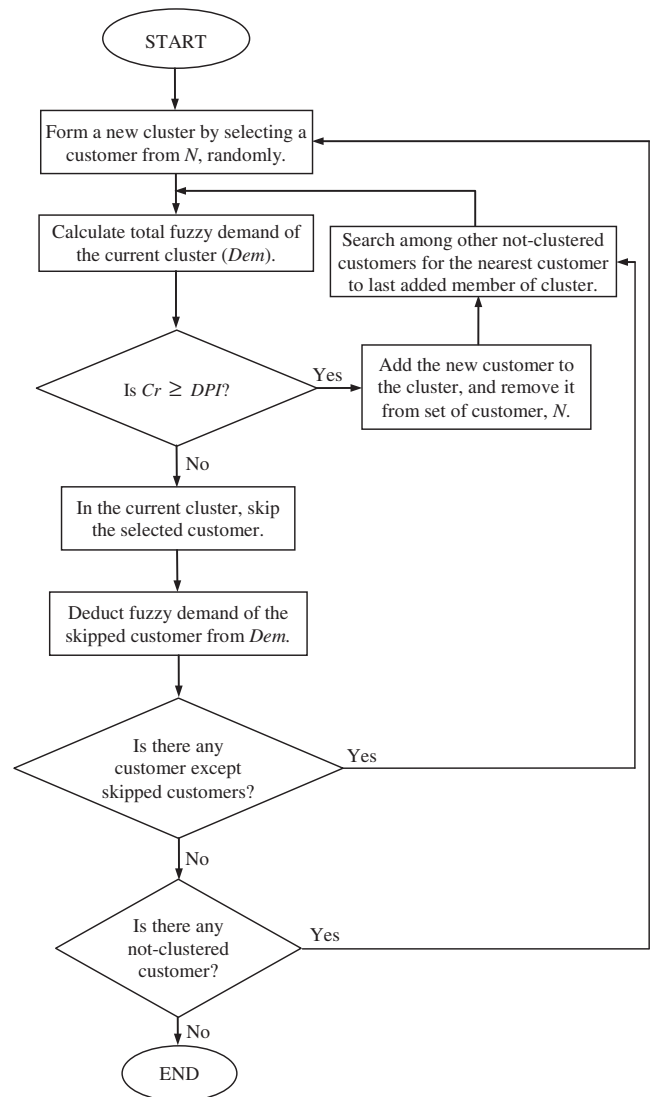 START
Form a new cluster by selecting a
customer from N, randomly.
Calculate total fuzzy demand of
the current cluster (Dem).
Search among other not-clustered
customers for the nearest customer
to last added member of cluster.
Is Cr ≥ DPI?
Yes
Add the new customer to
the cluster, and remove it
from set of customer, N.
No
In the current cluster, skip
the selected customer.
Deduct fuzzy demand of the
skipped customer from Dem.
Is there any
customer except
skipped customers?
Yes
No
Is there any
not-clustered
customer?
Yes
No
END